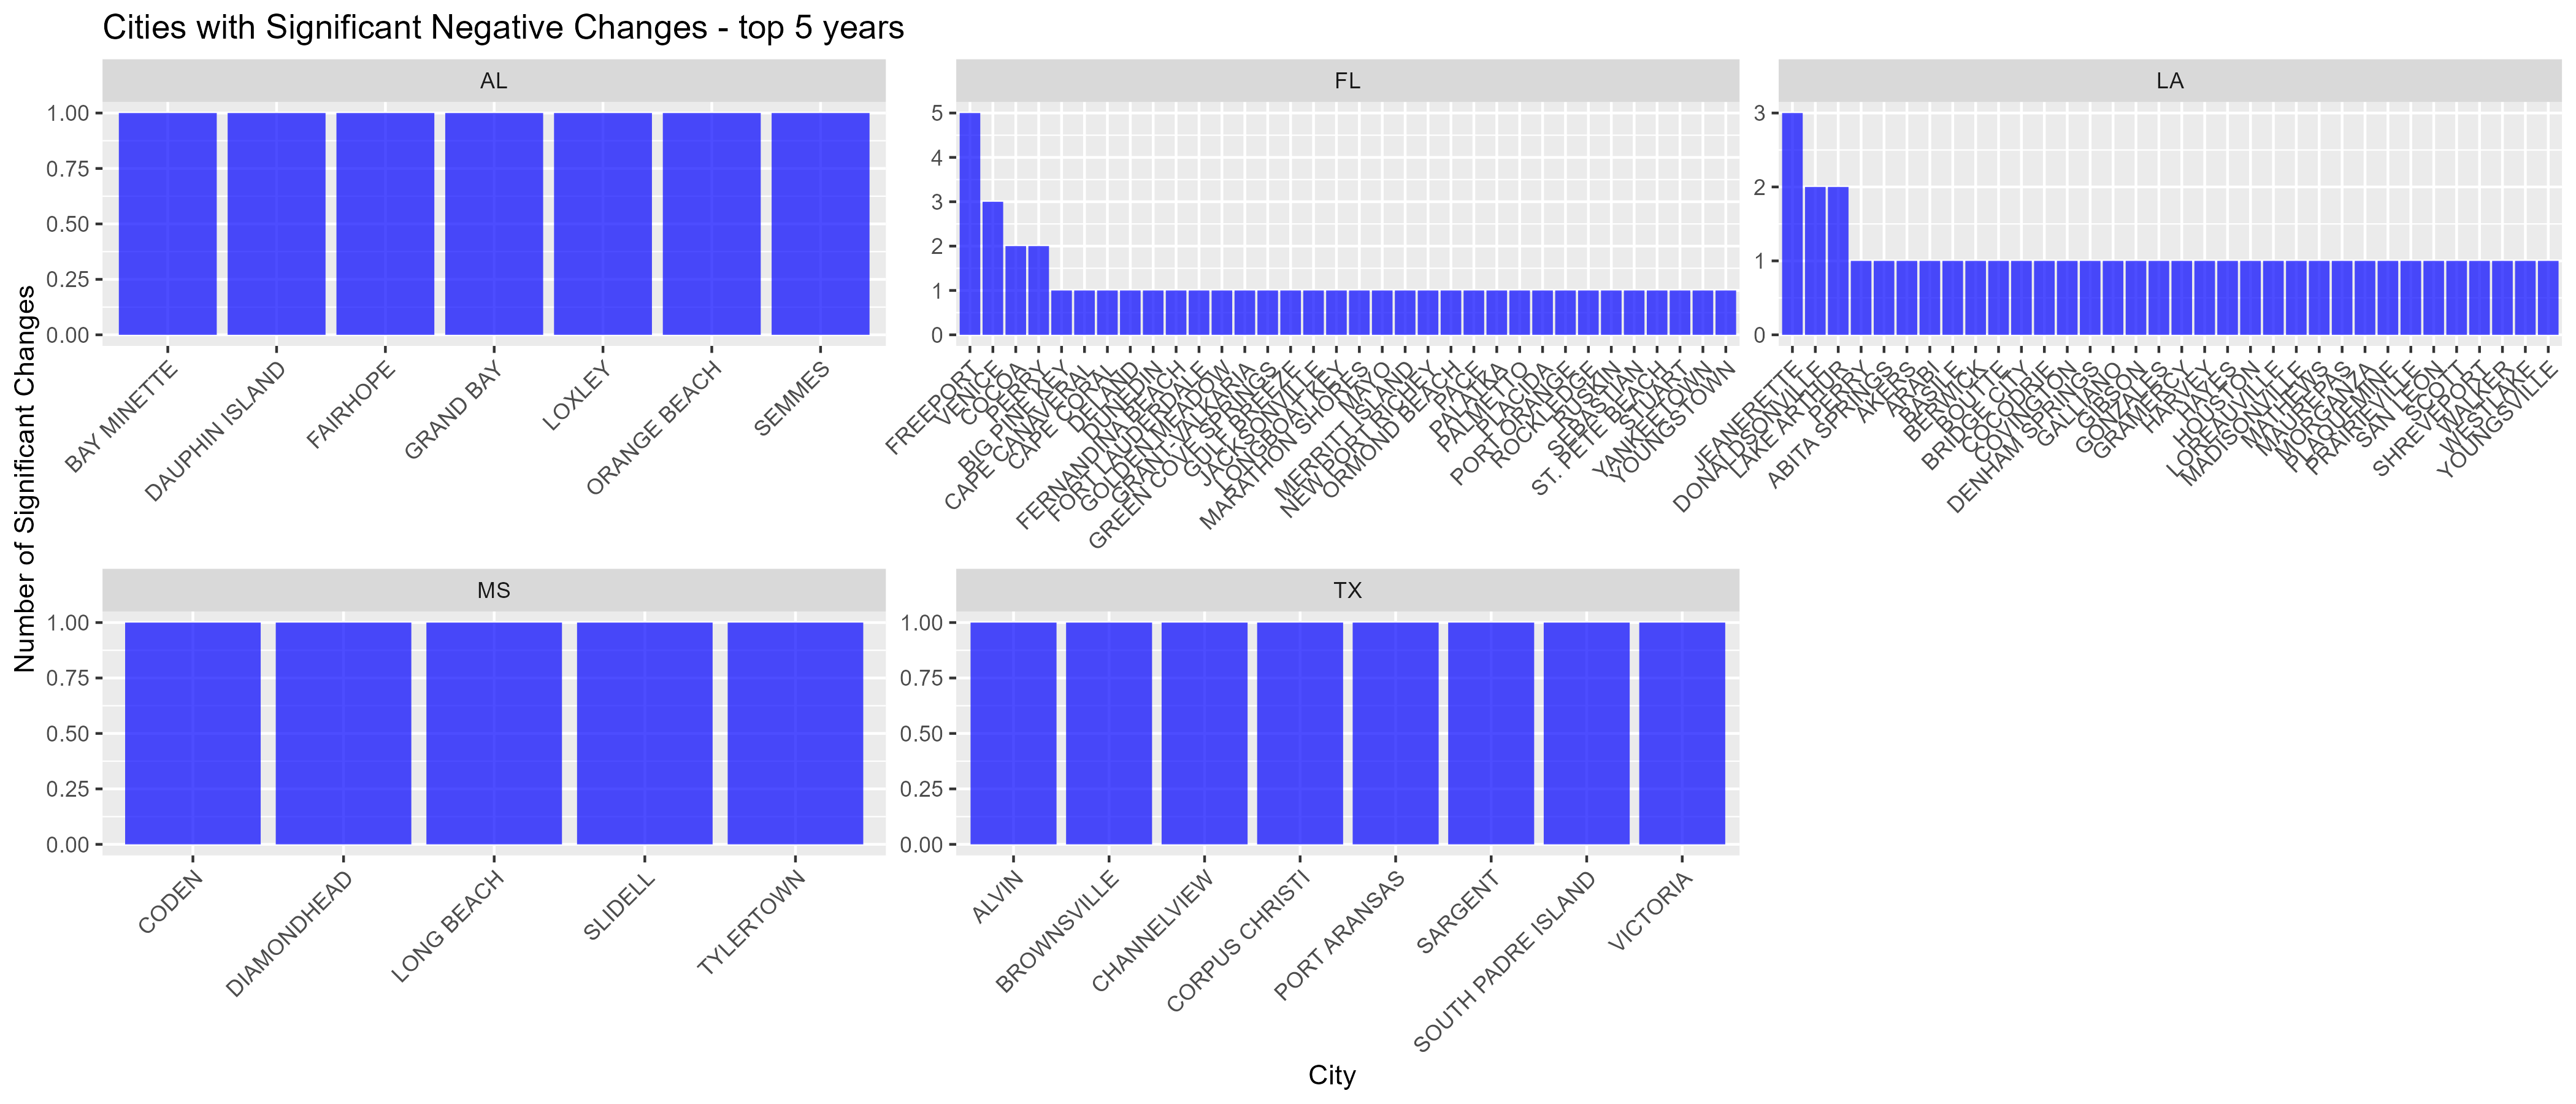 Cities with Significant Negative Changes - top 5 years
Number of Significant Changes
AL
1.00
0.75
0.50
0.25
0.00
BAY MINETTE
DAUPHIN ISLAND
FAIRHOPE
GRAND BAY
LOXLEY
ORANGE BEACH
SEMMES
FL
5
4
3
2
1
0
FREEPORT
VENICE
COCOA
PERRY
BIG PINE KEY
CAPE CANAVERAL
CAPE CORAL
DELAND
DUNEDIN
FERNANDINA BEACH
FORT LAUDERDALE
GOLDEN MEADOW
GRANT-VALKARIA
GREEN COVE SPRINGS
GULF BREEZE
JACKSONVILLE
LONGBOAT KEY
MARATHON SHORES
MAYO
MERRITT ISLAND
NEW PORT RICHEY
ORMOND BEACH
PACE
PALATKA
PALMETTO
PLACIDA
PORT ORANGE
ROCKLEDGE
RUSKIN
SEBASTIAN
ST. PETE BEACH
STUART
YANKEETOWN
YOUNGSTOWN
LA
3
2
1
0
JEANERETTE
DONALDSONVILLE
LAKE ARTHUR
PERRY
ABITA SPRINGS
AKERS
ARABI
BASILE
BERWICK
BOUTTE
BRIDGE CITY
COCODRIE
COVINGTON
DENHAM SPRINGS
GALLIANO
GIBSON
GONZALES
GRAMERCY
HARVEY
HAYES
HOUSTON
LOREAUVILLE
MADISONVILLE
MATHEWS
MAUREPAS
MORGANZA
PLAQUEMINE
PRAIRIEVILLE
SAN LEON
SCOTT
SHREVEPORT
WALKER
WESTLAKE
YOUNGSVILLE
MS
1.00
0.75
0.50
0.25
0.00
CODEN
DIAMONDHEAD
LONG BEACH
SLIDELL
TYLERTOWN
TX
1.00
0.75
0.50
0.25
0.00
ALVIN
BROWNSVILLE
CHANNELVIEW
CORPUS CHRISTI
PORT ARANSAS
SARGENT
SOUTH PADRE ISLAND
VICTORIA
City